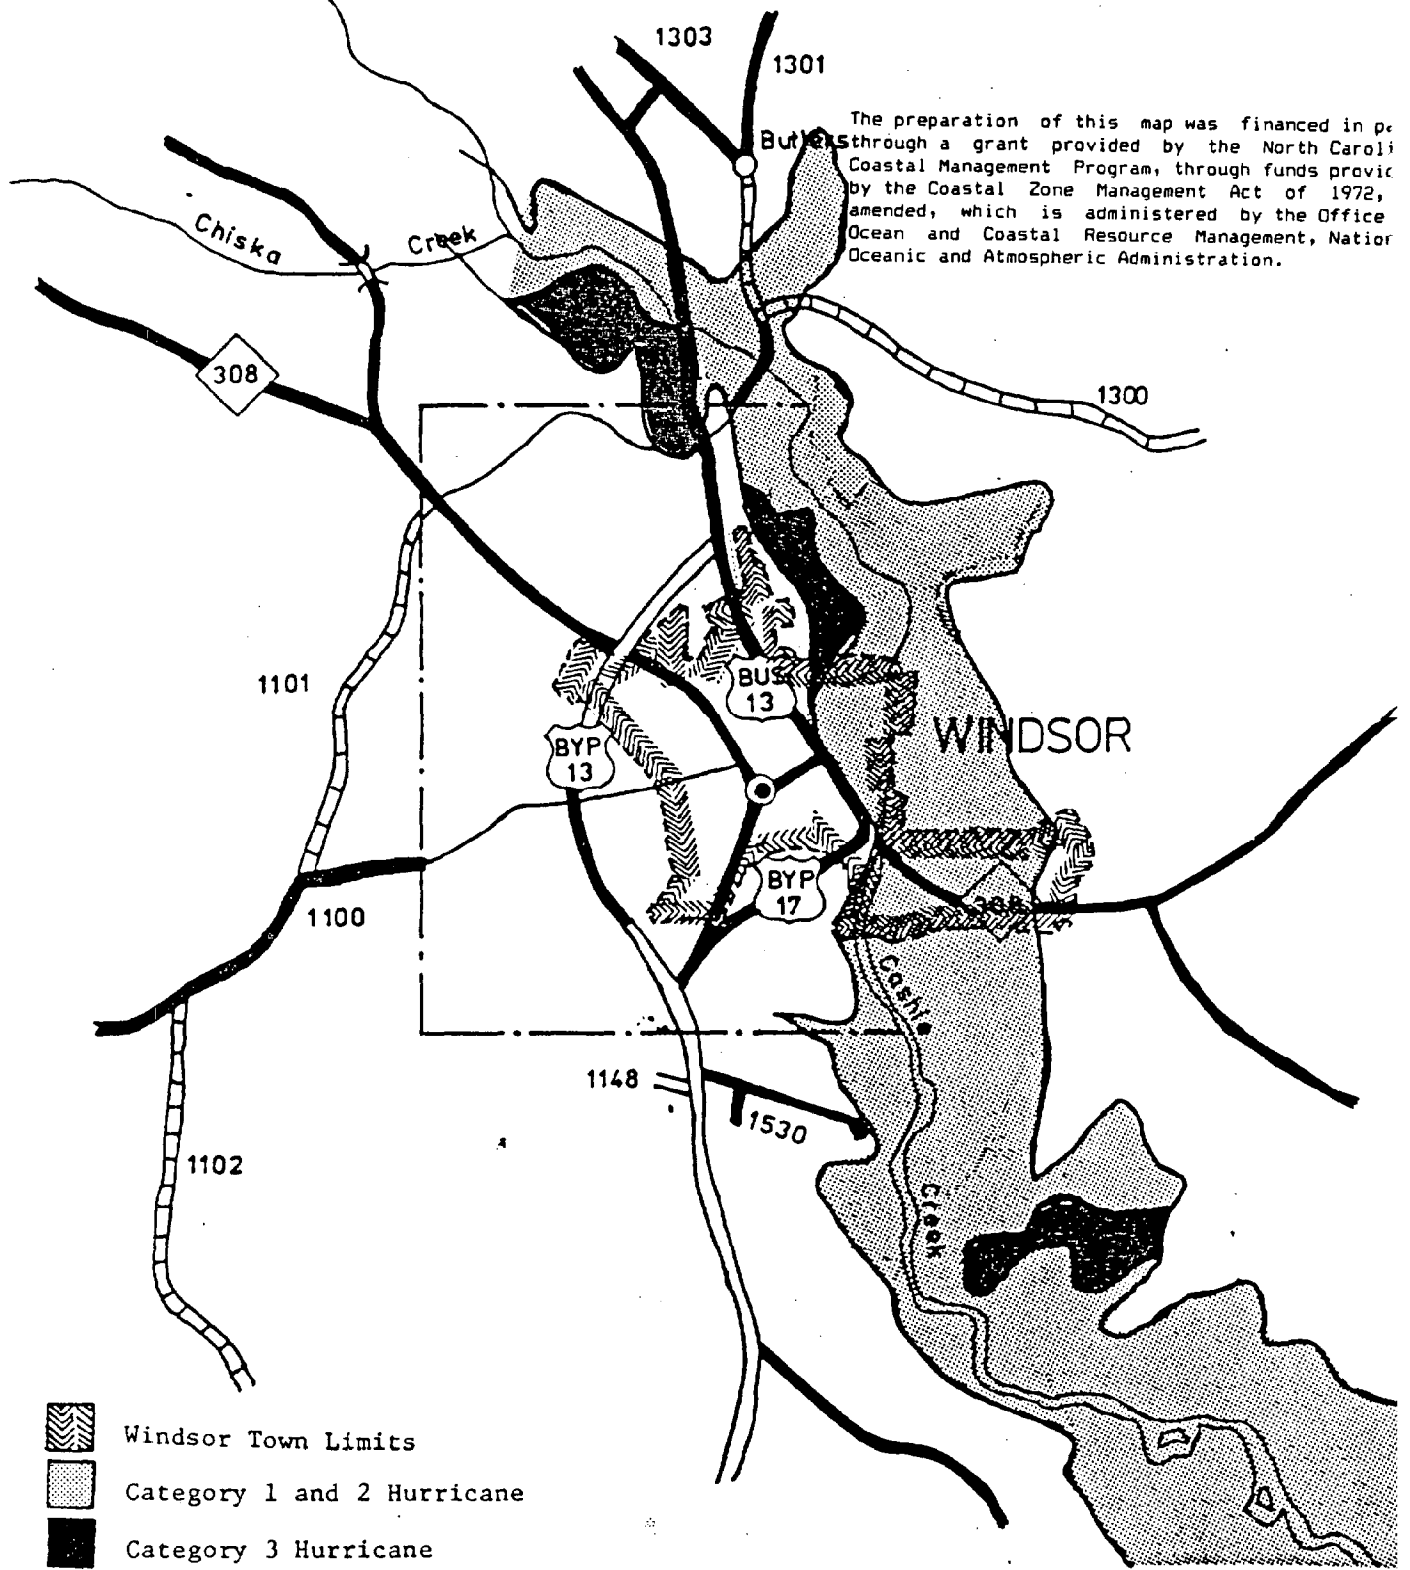 1303
1301
Butlers
The preparation of this map was financed in
through a grant provided by the North
Coastal Management Program, through funds
by the Coastal Zone Management Act of 1972,
amended, which is administered by the Office
Ocean and Coastal Resource Management,
Oceanic and Atmospheric Administration.
Chiska Creek
308
1300
1101
BUS
13
WINDSOR
BYP
13
BYP
17
308
1100
Cashie
1148
1530
1102
Creek
Windsor Town Limits
Category 1 and 2 Hurricane
Category 3 Hurricane